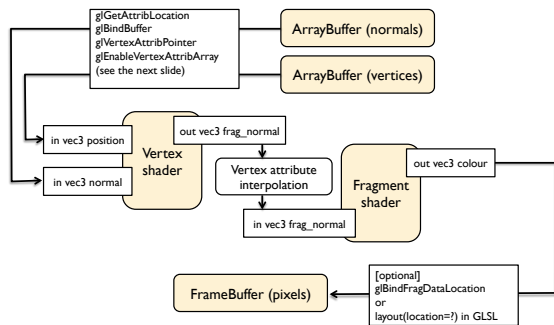 glGetAttribLocation
glBindBuffer
glVertexAttribPointer
glEnableVertexAttribArray
(see the next slide)
ArrayBuffer (normals)
ArrayBuffer (vertices)
in vec3 position
Vertex
shader
out vec3 frag_normal
in vec3 normal
Vertex attribute
interpolation
in vec3 frag_normal
Fragment
shader
out vec3 colour
FrameBuffer (pixels)
[optional]
glBindFragDataLocation
or
layout(location=?) in GLSL